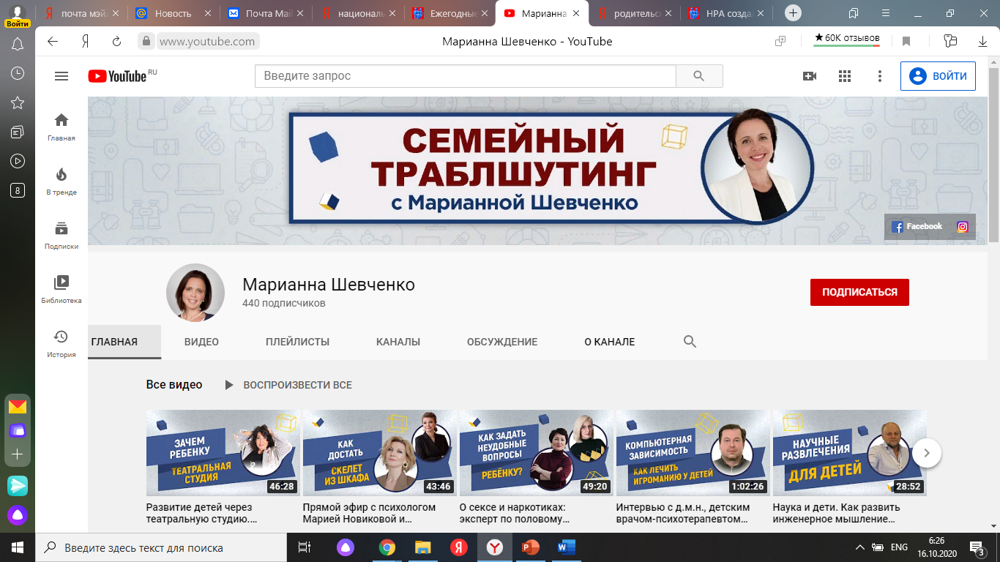 почта мэйл
Новость
Почта Mail
националь
Ежегодные
Марианна
родительск
НРА создал
Войти
www.youtube.com
Марианна Шевченко - YouTube
★ 60K отзывов
YouTube RU
Введите запрос
ВОЙТИ
Главная
В тренде
Подписки
Библиотека
История
8
СЕМЕЙНЫЙ
ТРАБЛШУТИНГ
с Марианной Шевченко
Facebook
Марианна Шевченко
440 подписчиков
ПОДПИСАТЬСЯ
ГЛАВНАЯ
ВИДЕО
ПЛЕЙЛИСТЫ
КАНАЛЫ
ОБСУЖДЕНИЕ
О КАНАЛЕ
Все видео
ВОСПРОИЗВЕСТИ ВСЕ
ЗАЧЕМ
РЕБЕНКУ
ТЕАТРАЛЬНАЯ
СТУДИЯ
46:28
Развитие детей через
театральную студию....
КАК
ДОСТАТЬ
СКЕЛЕТ
ИЗ ШКАФА
43:46
Прямой эфир с психологом
Марией Новиковой и...
КАК ЗАДАТЬ
НЕУДОБНЫЕ
ВОПРОСЫ
РЕБЁНКУ?
49:20
О сексе и наркотиках:
эксперт по половому...
КОМПЬЮТЕРНАЯ
ЗАВИСИМОСТЬ
КАК ЛЕЧИТЬ
ИГРОМАНИЮ У ДЕТЕЙ
1:02:26
Интервью с д.м.н., детским
врачом-психотерапевтом...
НАУЧНЫЕ
РАЗВЛЕЧЕНИЯ
ДЛЯ ДЕТЕЙ
28:52
Наука и дети. Как развить
инженерное мышление...
Введите здесь текст для поиска
ENG
6:26
16.10.2020
3